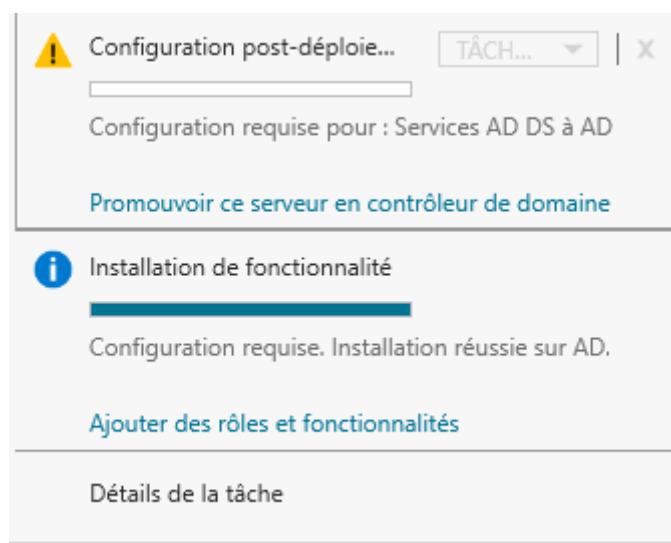 Configuration post-déploie...
TÂCH...
X
Configuration requise pour : Services AD DS à AD
Promouvoir ce serveur en contrôleur de domaine
Installation de fonctionnalité
Configuration requise. Installation réussie sur AD.
Ajouter des rôles et fonctionnalités
Détails de la tâche